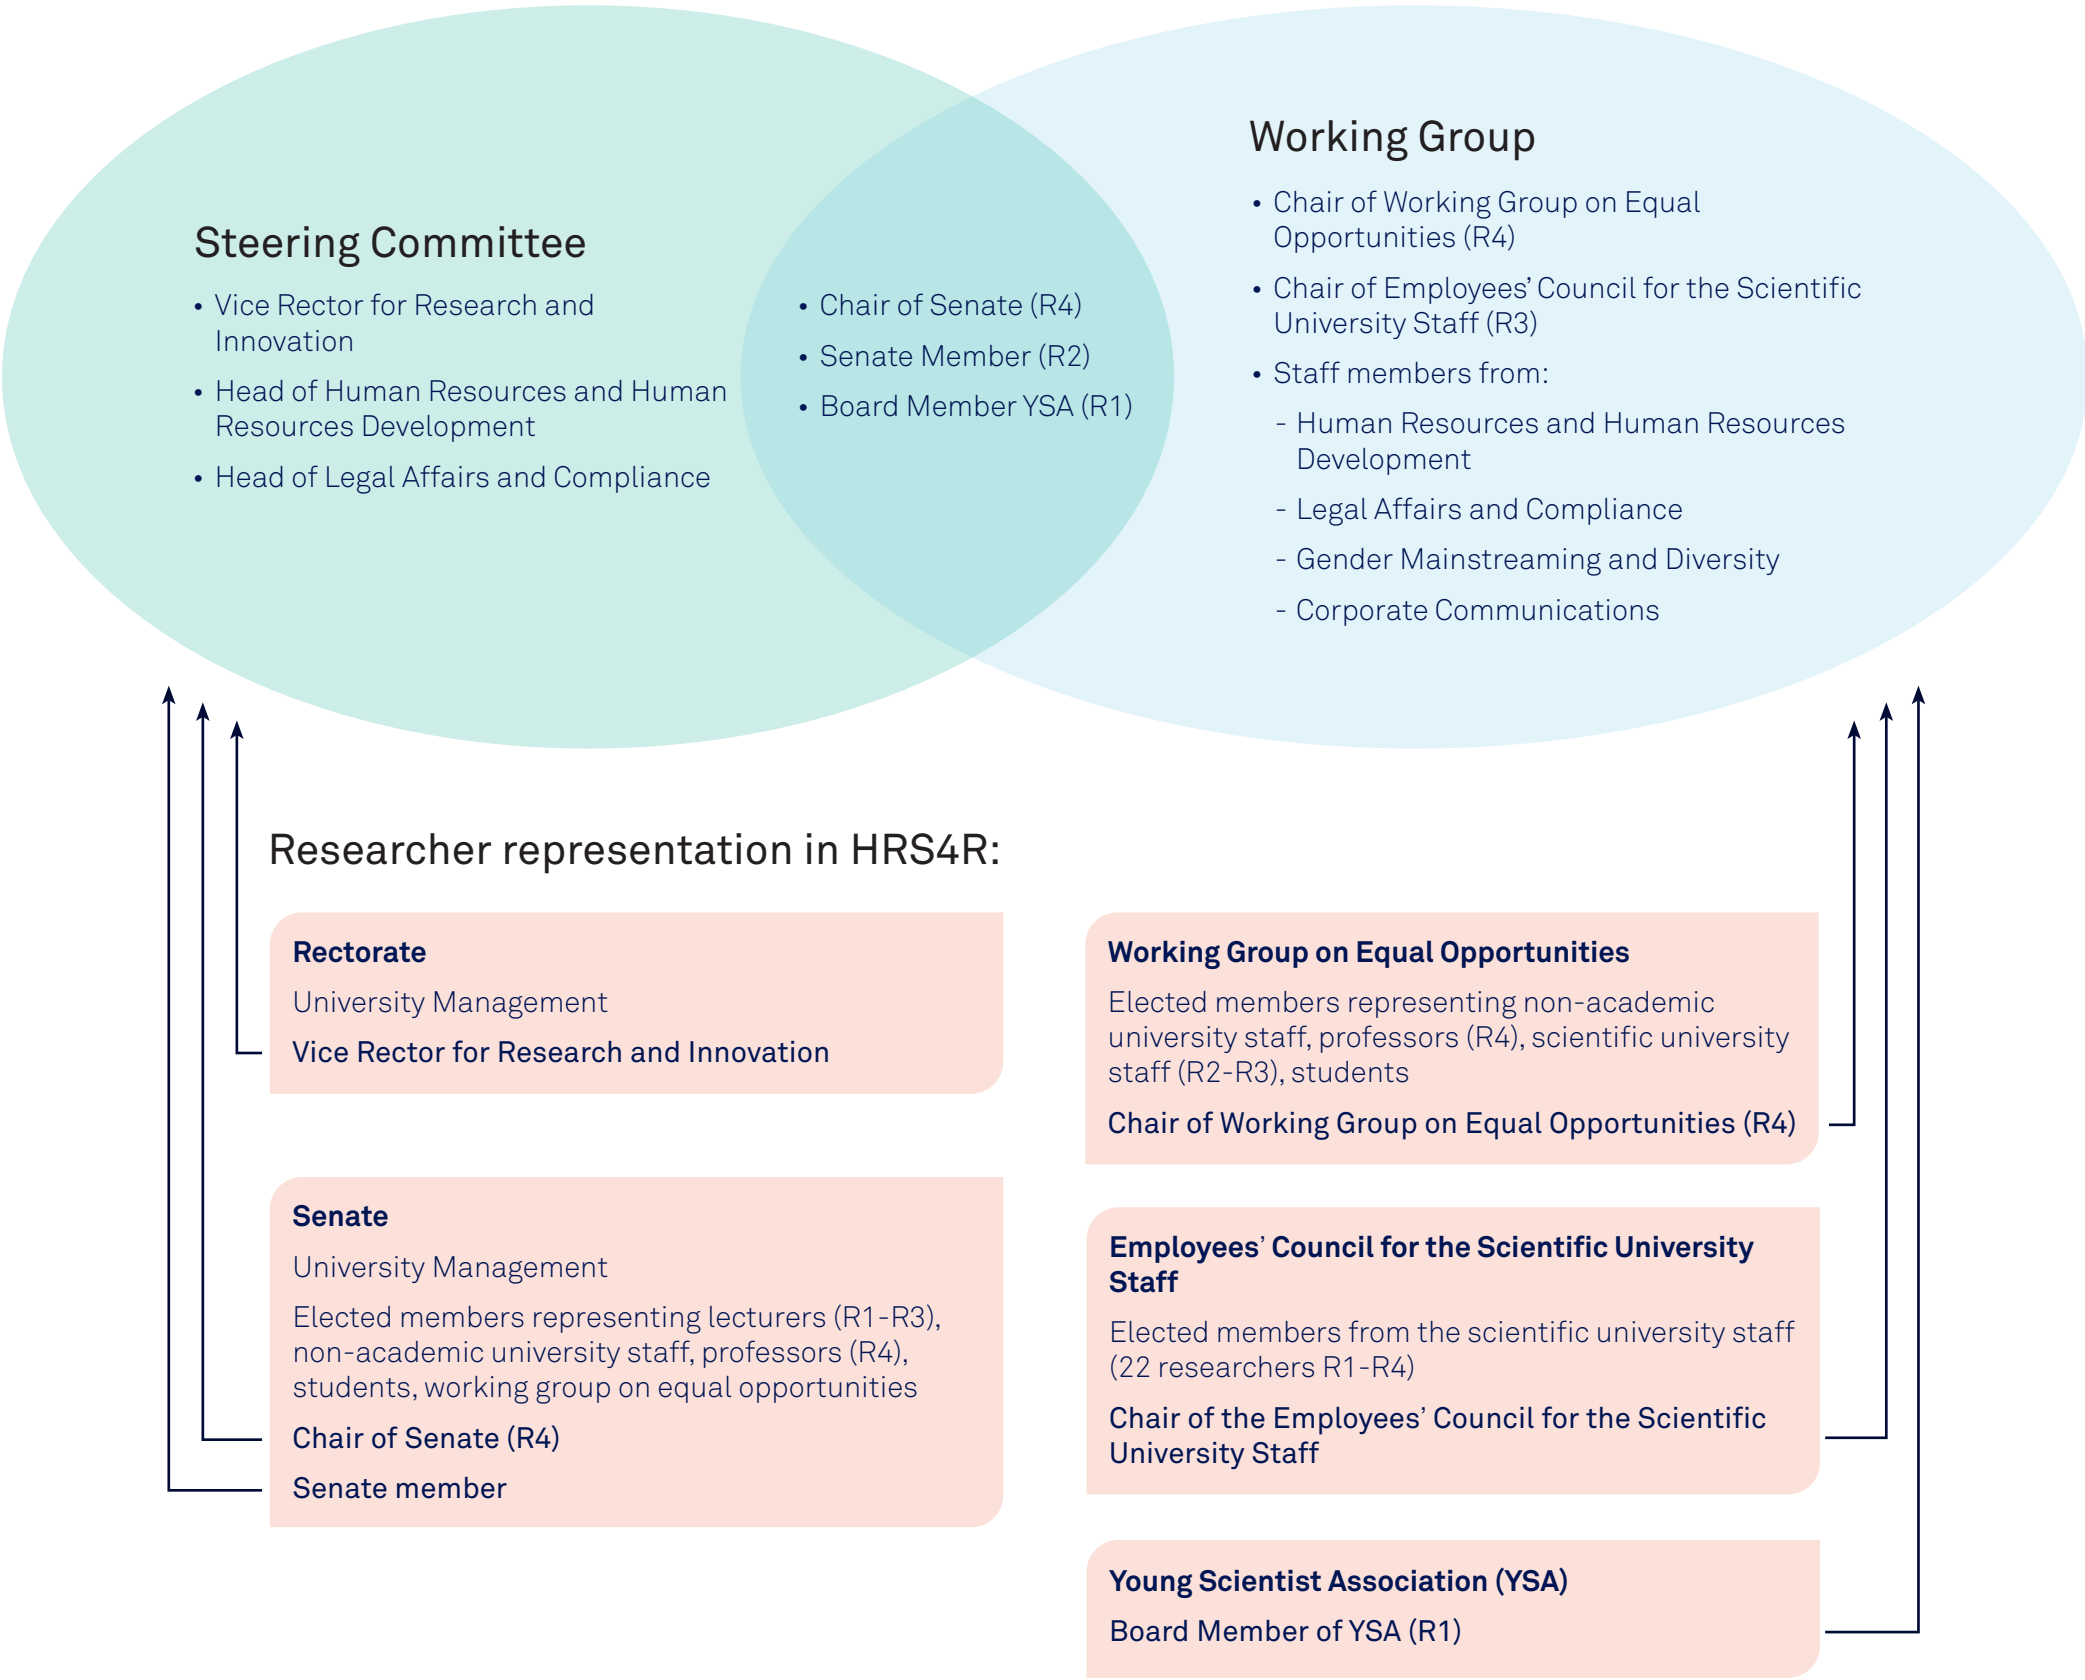 Steering Committee
• Vice Rector for Research and
Innovation
• Head of Human Resources and Human
Resources Development
• Head of Legal Affairs and Compliance
• Chair of Senate (R4)
• Senate Member (R2)
• Board Member YSA (R1)
Working Group
• Chair of Working Group on Equal
Opportunities (R4)
• Chair of Employees’ Council for the Scientific
University Staff (R3)
• Staff members from:
- Human Resources and Human Resources
Development
- Legal Affairs and Compliance
- Gender Mainstreaming and Diversity
- Corporate Communications
Researcher representation in HRS4R:
Rectorate
University Management
Vice Rector for Research and Innovation
Senate
University Management
Elected members representing lecturers (R1-R3),
non-academic university staff, professors (R4),
students, working group on equal opportunities
Chair of Senate (R4)
Senate member
Working Group on Equal Opportunities
Elected members representing non-academic
university staff, professors (R4), scientific university
staff (R2-R3), students
Chair of Working Group on Equal Opportunities (R4)
Employees’ Council for the Scientific University
Staff
Elected members from the scientific university staff
(22 researchers R1-R4)
Chair of the Employees’ Council for the Scientific
University Staff
Young Scientist Association (YSA)
Board Member of YSA (R1)